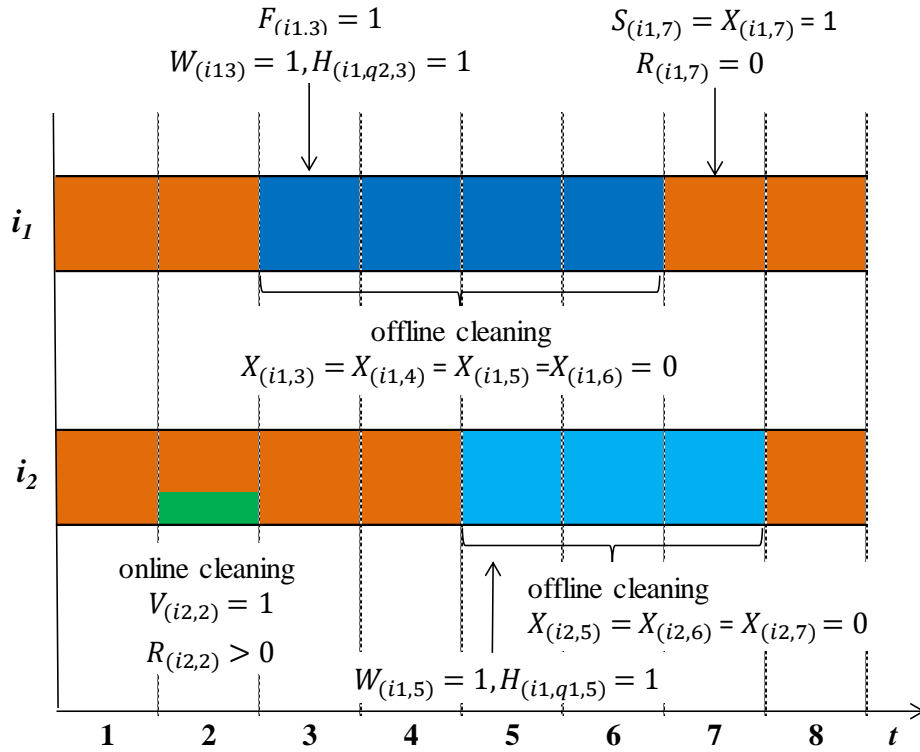 F(i1.3) = 1
W(i13) = 1, H(i1,q2,3) = 1
S(i1,7) = X(i1,7) = 1
R(i1,7) = 0
i1
offline cleaning
X(i1,3) = X(i1,4) = X(i1,5) =X(i1,6) = 0
i2
online cleaning
V(i2,2) = 1
R(i2,2) > 0
offline cleaning
X(i2,5) = X(i2,6) = X(i2,7) = 0
W(i1,5) = 1, H(i1,q1,5) = 1
1 2 3 4 5 6 7 8 t